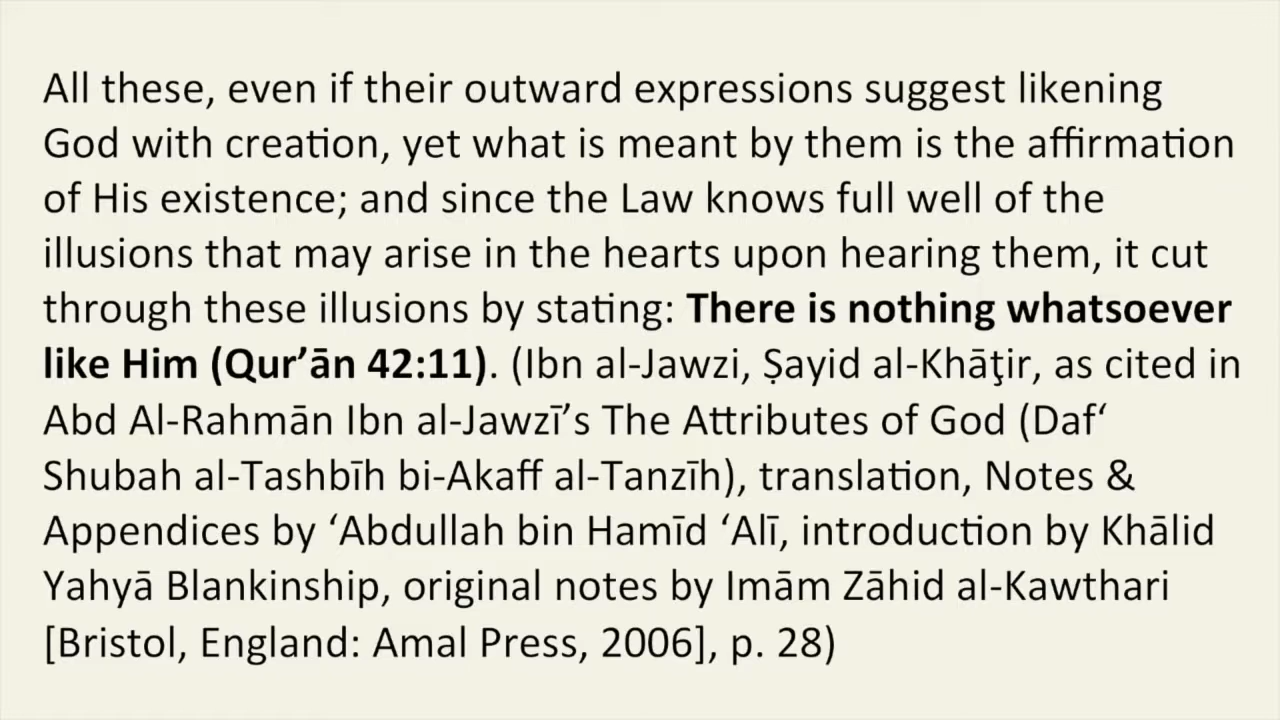 All these, even if their outward expressions suggest likening
God with creation, yet what is meant by them is the affirmation
of His existence; and since the Law knows full well of the
illusions that may arise in the hearts upon hearing them, it cut
through these illusions by stating: There is nothing whatsoever
like Him (Qur’ān 42:11). (Ibn al-Jawzi, Ṣayid al-Khāţir, as cited in
Abd Al-Rahmān Ibn al-Jawzī’s The Attributes of God (Daf‘
Shubah al-Tashbīh bi-Akaff al-Tanzīh), translation, Notes &
Appendices by ‘Abdullah bin Hamīd ‘Alī, introduction by Khālid
Yahyā Blankinship, original notes by Imām Zāhid al-Kawthari
[Bristol, England: Amal Press, 2006], p. 28)